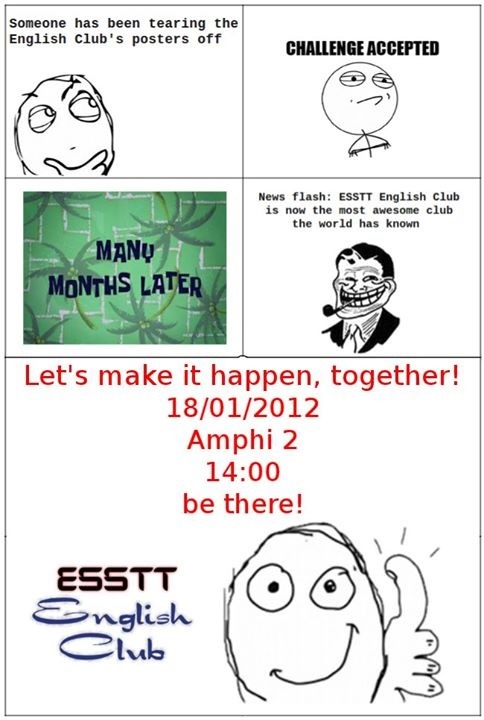 Someone has been tearing the
English Club's posters off
CHALLENGE ACCEPTED
MANY
MONTHS LATER
News flash: ESSTT English Club
is now the most awesome club
the world has known
Let's make it happen, together!
18/01/2012
Amphi 2
14:00
be there!
ESSTT
English
Club